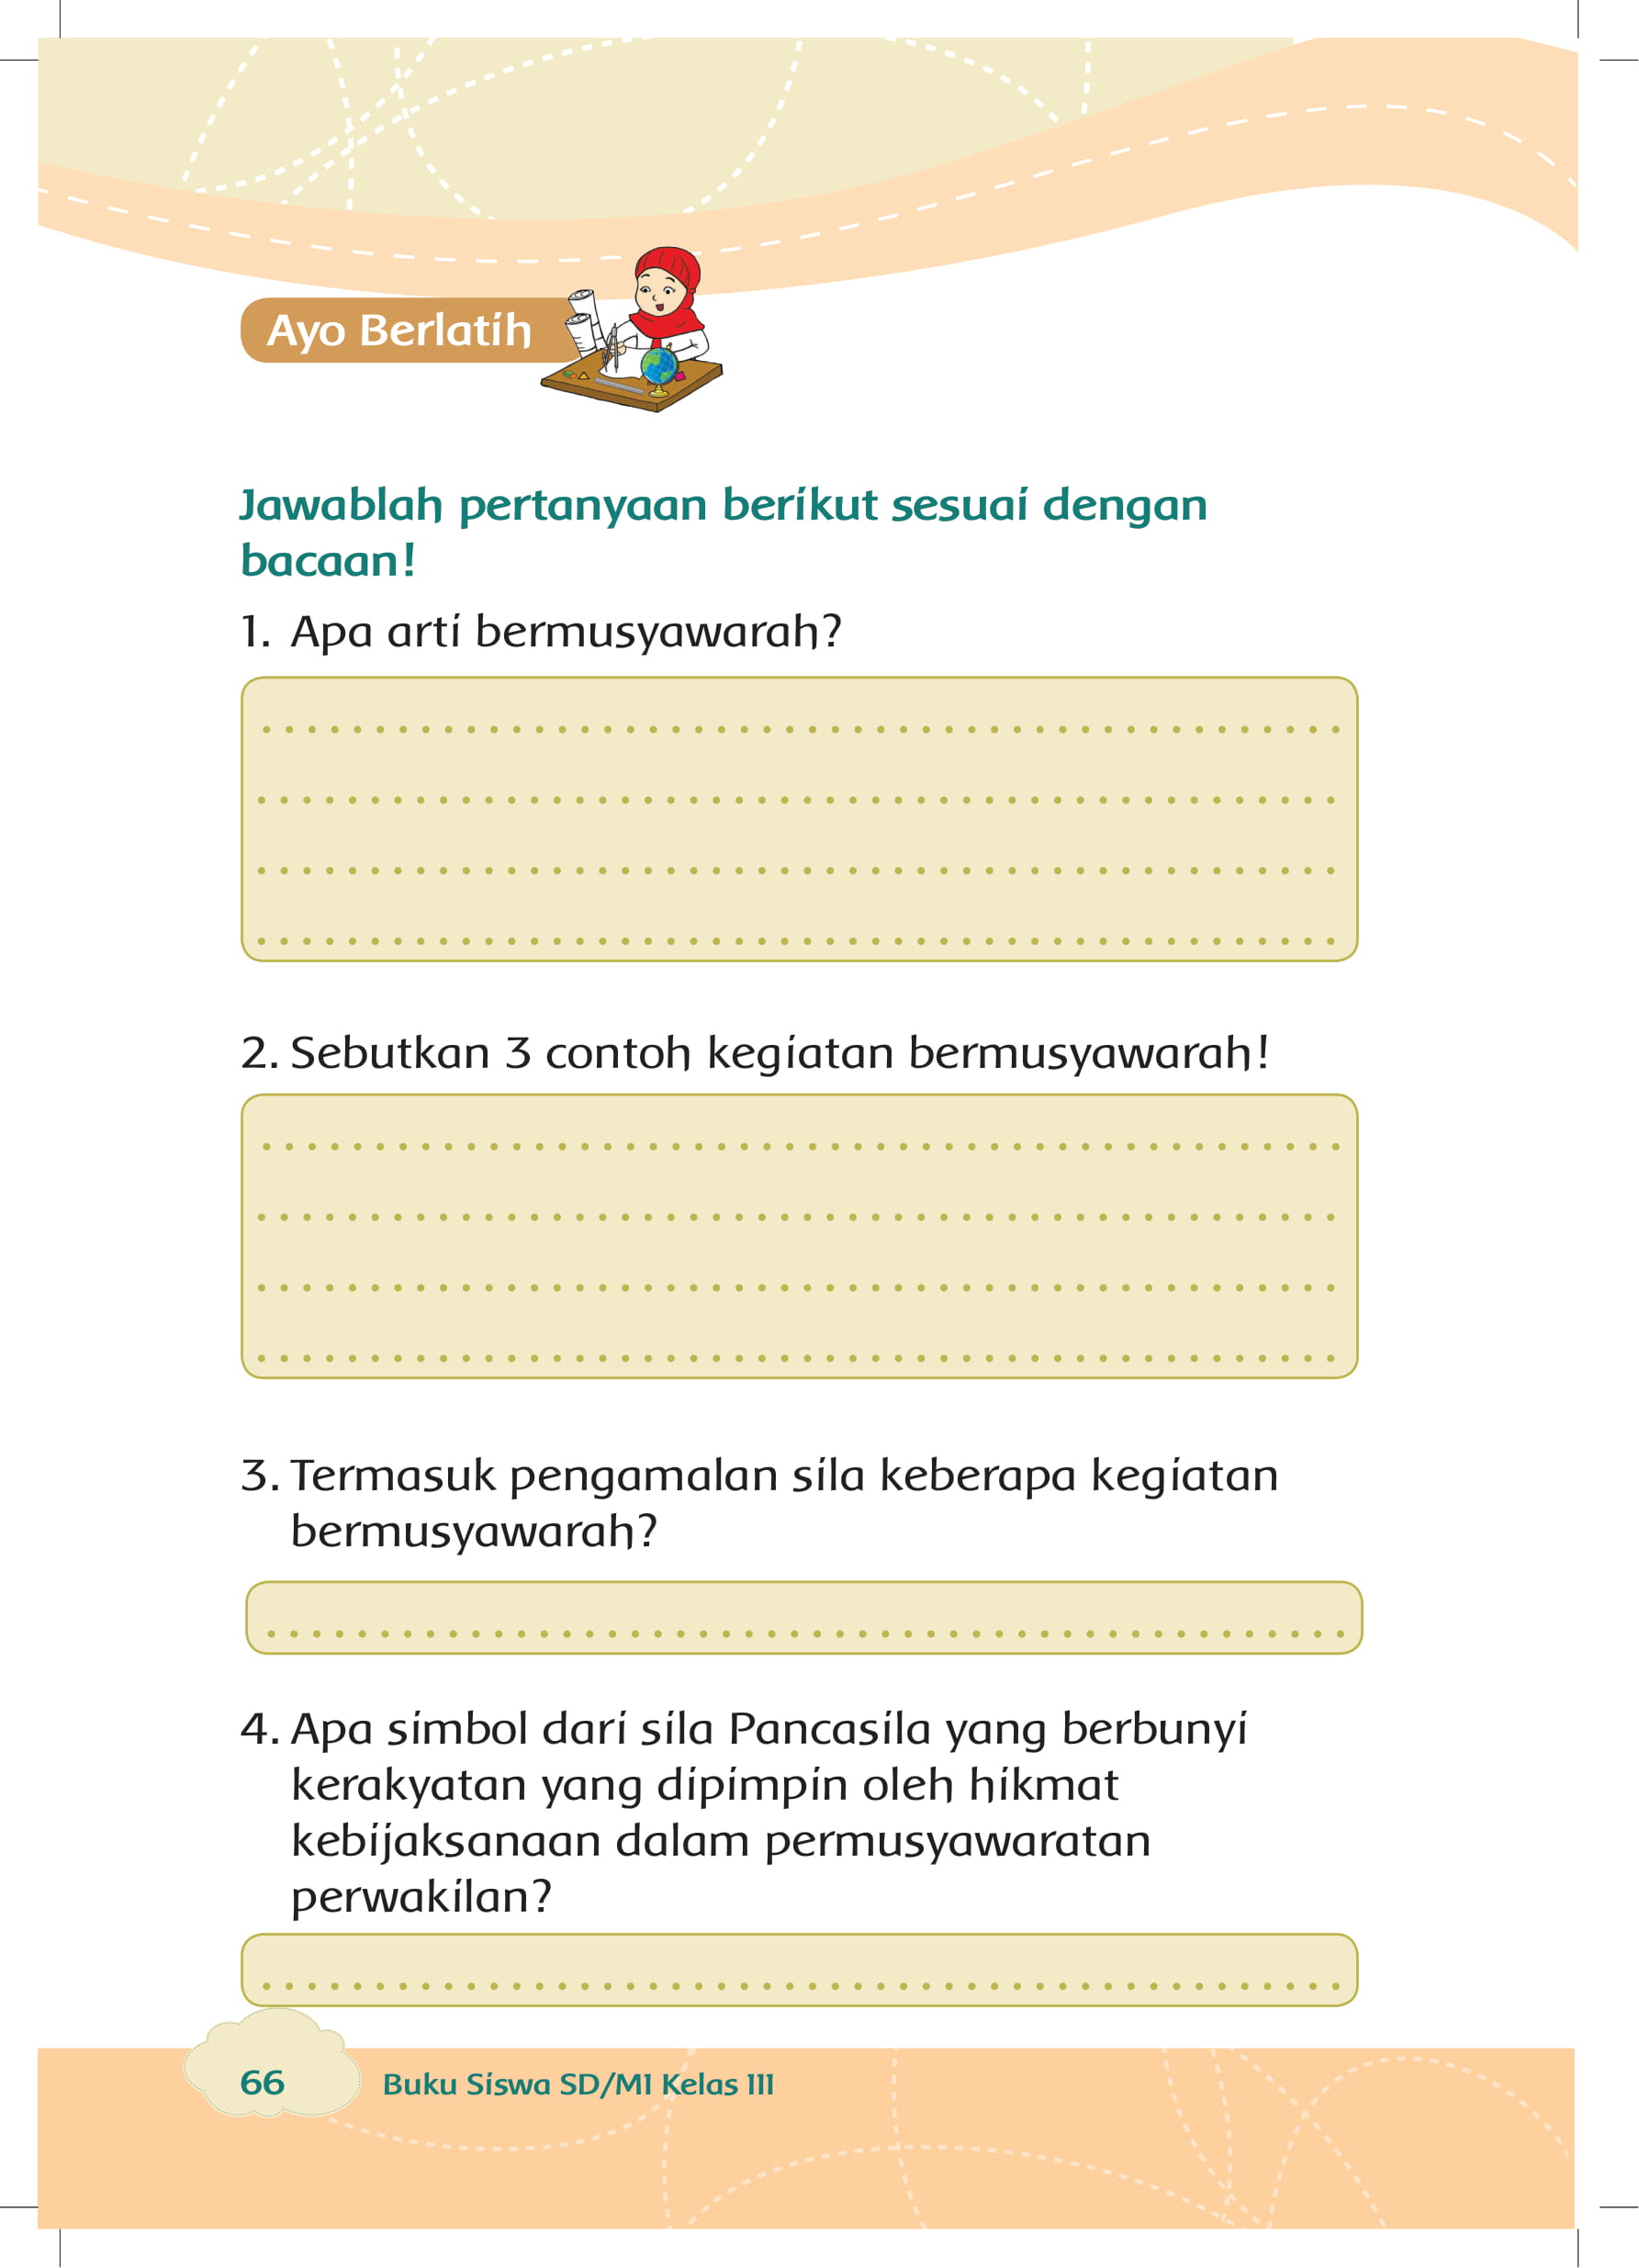 Ayo Berlatih
Jawablah pertanyaan berikut sesuai dengan
bacaan!
1. Apa arti bermusyawarah?
2. Sebutkan 3 contoh kegiatan bermusyawarah!
3. Termasuk pengamalan sila keberapa kegiatan
bermusyawarah?
4. Apa simbol dari sila Pancasila yang berbunyi
kerakyatan yang dipimpin oleh hikmat
kebijaksanaan dalam permusyawaratan
perwakilan?
66 Buku Siswa SD/MI Kelas III